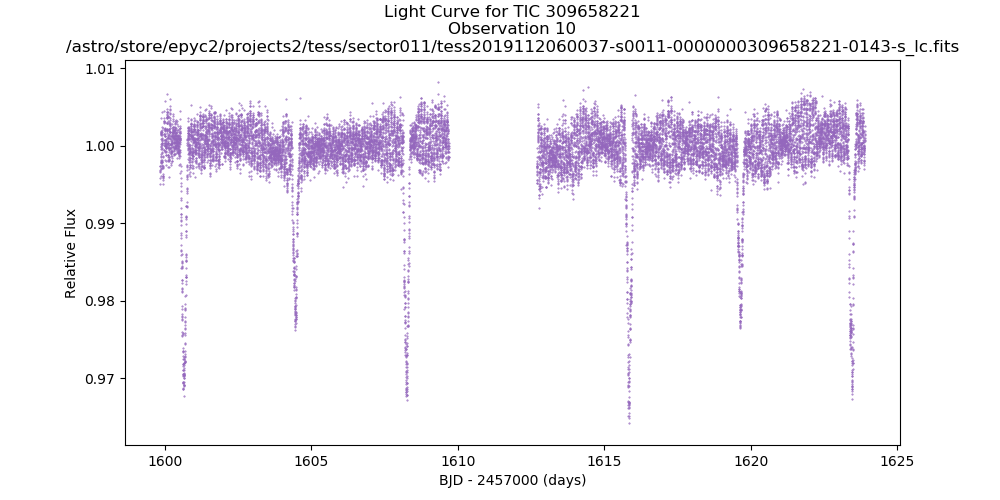 Light Curve for TIC 309658221
Observation 10
/astro/store/epyc2/projects2/tess/sector011/tess2019112060037-s0011-0000000309658221-0143-s_lc.fits
1.01
1.00
0.99
0.98
0.97
Relative Flux
1600
1605
1610
1615
1620
1625
BJD - 2457000 (days)